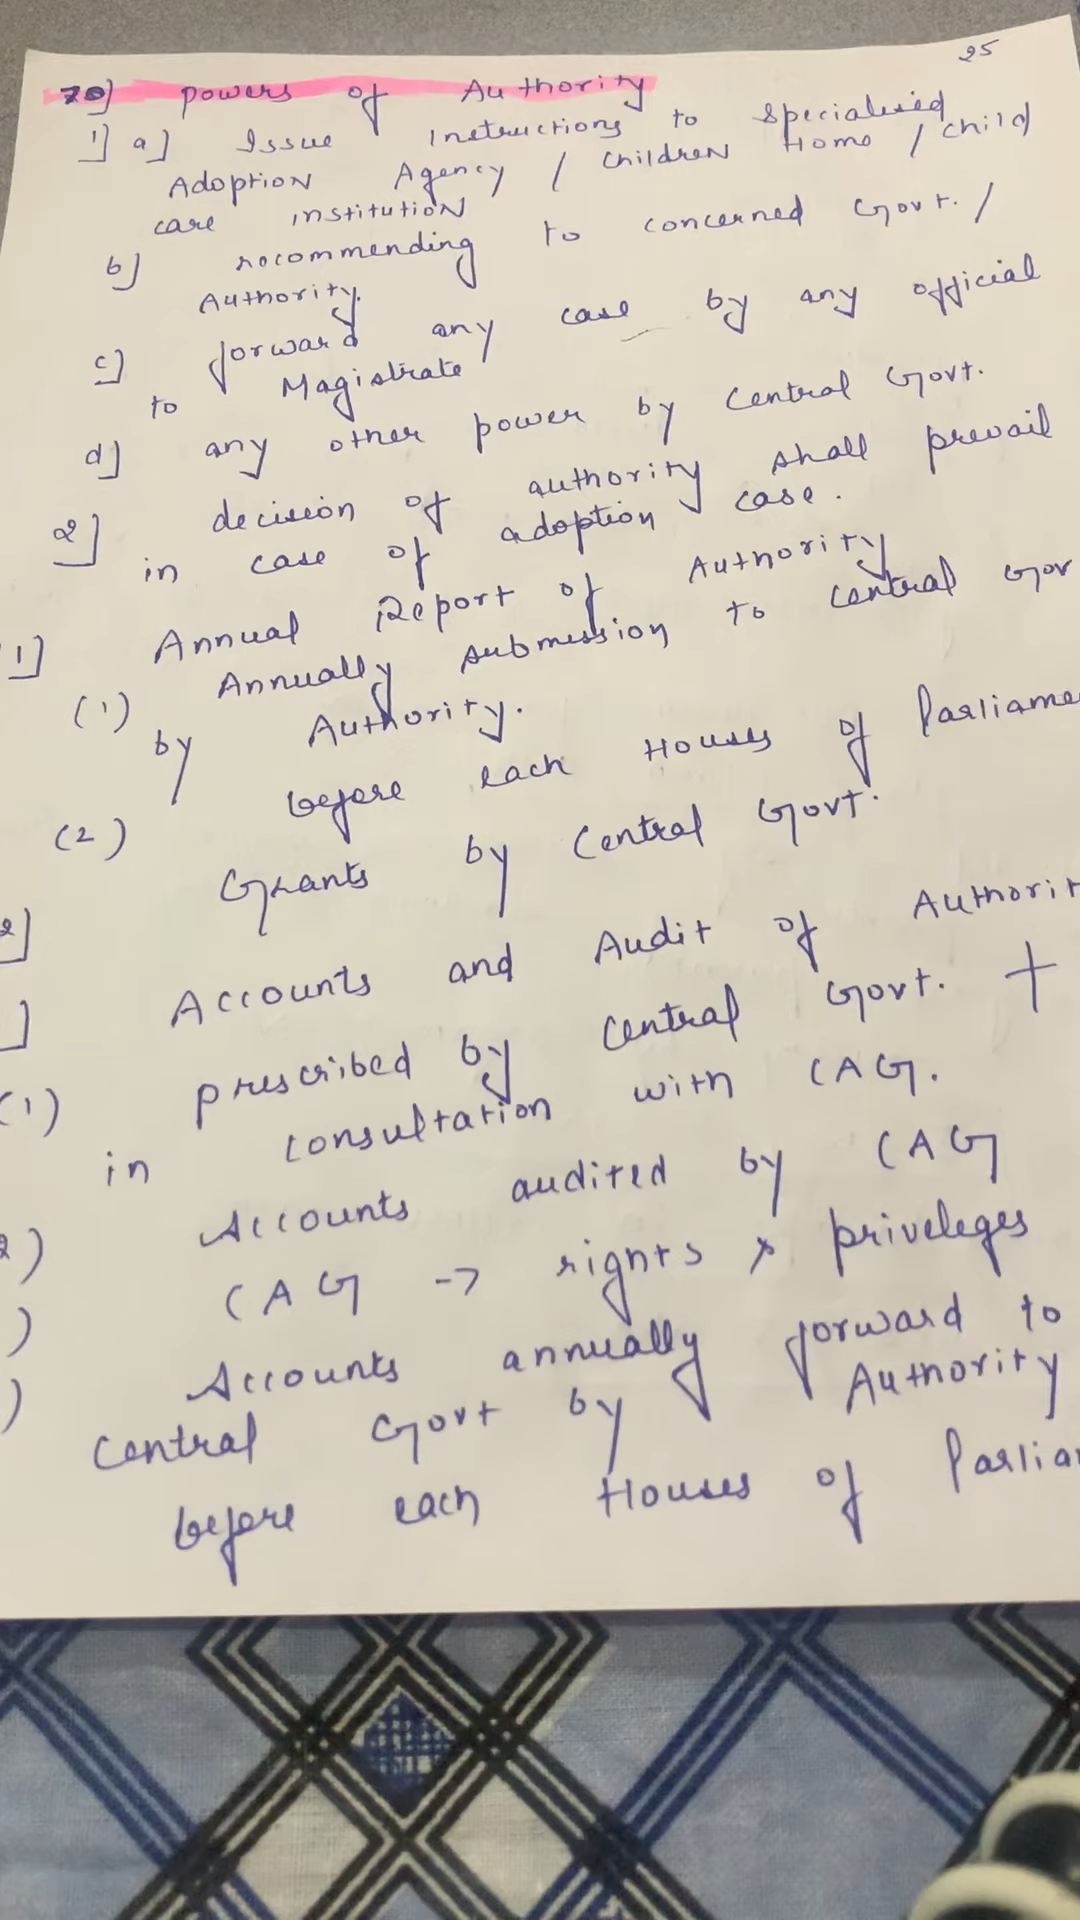 25
70] Powers of Authority
1] a] Issue Instructions to Specialised
Adoption Agency / Children Home / Child
care institution
b] recommending to concerned Govt. /
Authority.
c] forward any case by any official
to Magistrate
d] any other power by Central Govt.
2] decision of authority shall prevail
in case of adoption case.
1] Annual Report of Authority
(1) Annually submission to Central Gov
by Authority.
(2) before each Houses of Parliame
2] Grants by Central Govt.
] Accounts and Audit of Authorit
(1) prescribed by Central Govt. +
in consultation with CAG.
2) Accounts audited by CAG
) CAG → rights & priveleges
) Accounts annually forward to
Central Govt by Authority
before each Houses of Parlia